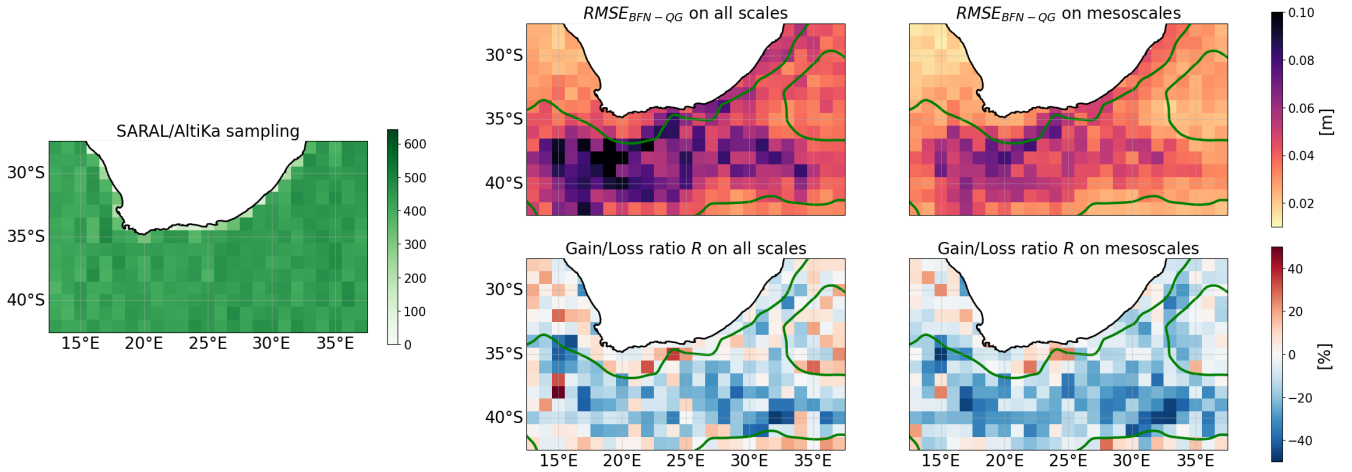 SARAL/AltiKa sampling
30°S
35°S
40°S
15°E 20°E 25°E 30°E 35°E
600
500
400
300
200
100
0
RMSE_BFN−QG on all scales
30°S
35°S
40°S
RMSE_BFN−QG on mesoscales
0.10
0.08
0.06
0.04
0.02
[m]
Gain/Loss ratio R on all scales
30°S
35°S
40°S
15°E 20°E 25°E 30°E 35°E
Gain/Loss ratio R on mesoscales
15°E 20°E 25°E 30°E 35°E
40
20
0
−20
−40
[%]